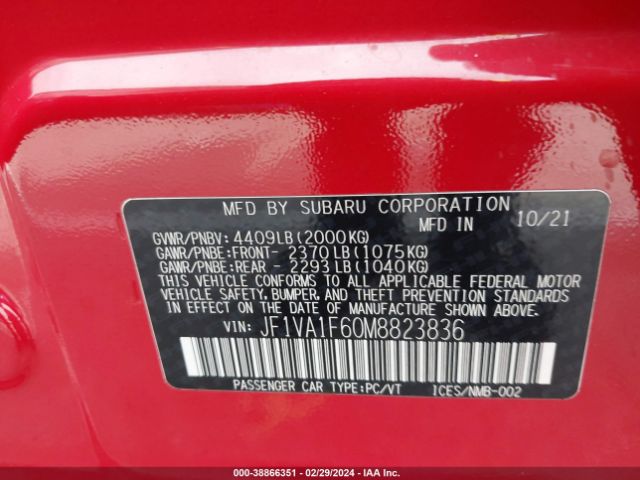 MFD BY SUBARU CORPORATION
MFD IN 10/21
GVWR/PNBV: 4409LB(2000KG)
GAWR/PNBE:FRONT- 2370LB(1075KG)
GAWR/PNBE:REAR - 2293LB(1040KG)
THIS VEHICLE CONFORMS TO ALL APPLICABLE FEDERAL MOTOR
VEHICLE SAFETY, BUMPER, AND THEFT PREVENTION STANDARDS
IN EFFECT ON THE DATE OF MANUFACTURE SHOWN ABOVE.
VIN: JF1VA1F60M8823836
PASSENGER CAR TYPE:PC/VT ICES/NMB-002
000-38866351 | 02/29/2024 | IAA Inc.